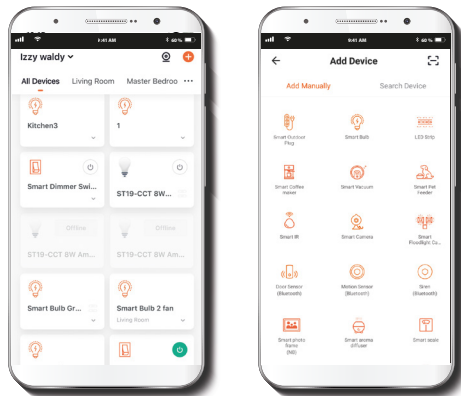 9:41 AM
60%
Izzy waldy
All Devices Living Room Master Bedroo ···
Kitchen3
1
Smart Dimmer Swi...
ST19-CCT 8W...
Offline
Offline
ST19-CCT 8W Am...
ST19-CCT 8W Am...
Smart Bulb Gr...
Smart Bulb 2 fan
Living Room
9:41 AM
60%
Add Device
Add Manually
Search Device
Smart Outdoor
Plug
Smart Bulb
LED Strip
Smart Coffee
maker
Smart Vacuum
Smart Pet
Feeder
Smart IR
Smart Camera
Smart
Floodlight Ca...
Door Sensor
(Bluetooth)
Motion Sensor
(Bluetooth)
Siren
(Bluetooth)
Smart photo
frame
Smart aroma
diffuser
Smart scale